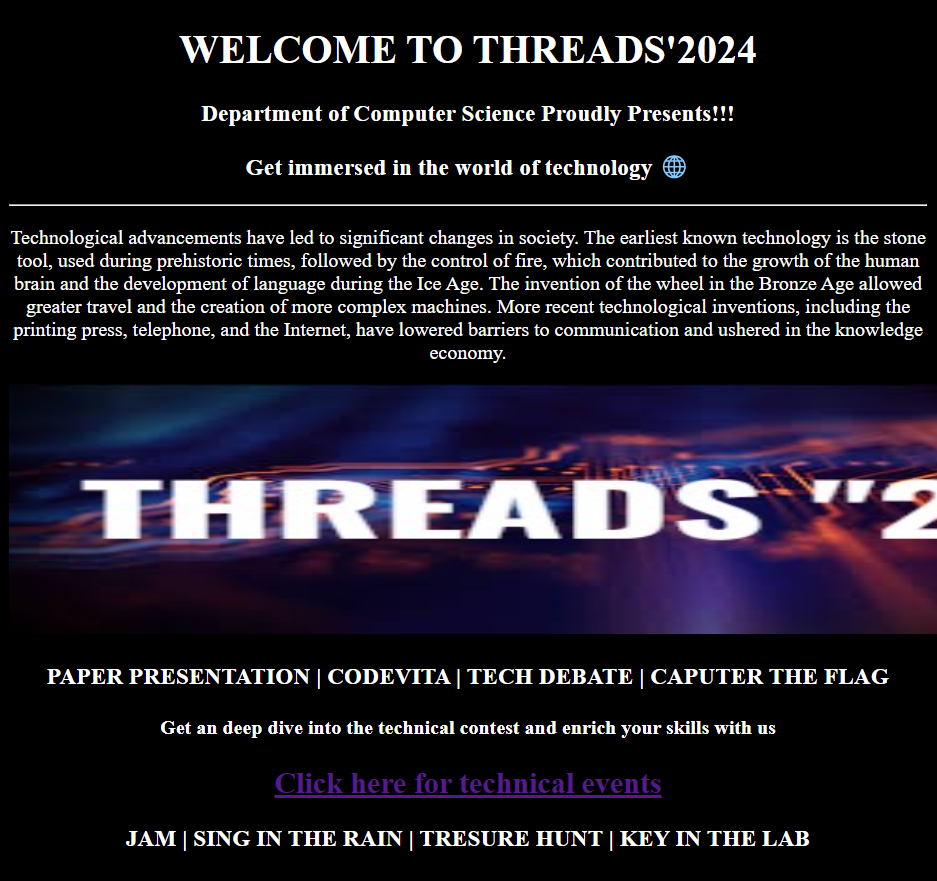 WELCOME TO THREADS'2024
Department of Computer Science Proudly Presents!!!
Get immersed in the world of technology 🌐
Technological advancements have led to significant changes in society. The earliest known technology is the stone
tool, used during prehistoric times, followed by the control of fire, which contributed to the growth of the human
brain and the development of language during the Ice Age. The invention of the wheel in the Bronze Age allowed
greater travel and the creation of more complex machines. More recent technological inventions, including the
printing press, telephone, and the Internet, have lowered barriers to communication and ushered in the knowledge
economy.
THREADS "2
PAPER PRESENTATION | CODEVITA | TECH DEBATE | CAPUTER THE FLAG
Get an deep dive into the technical contest and enrich your skills with us
Click here for technical events
JAM | SING IN THE RAIN | TRESURE HUNT | KEY IN THE LAB